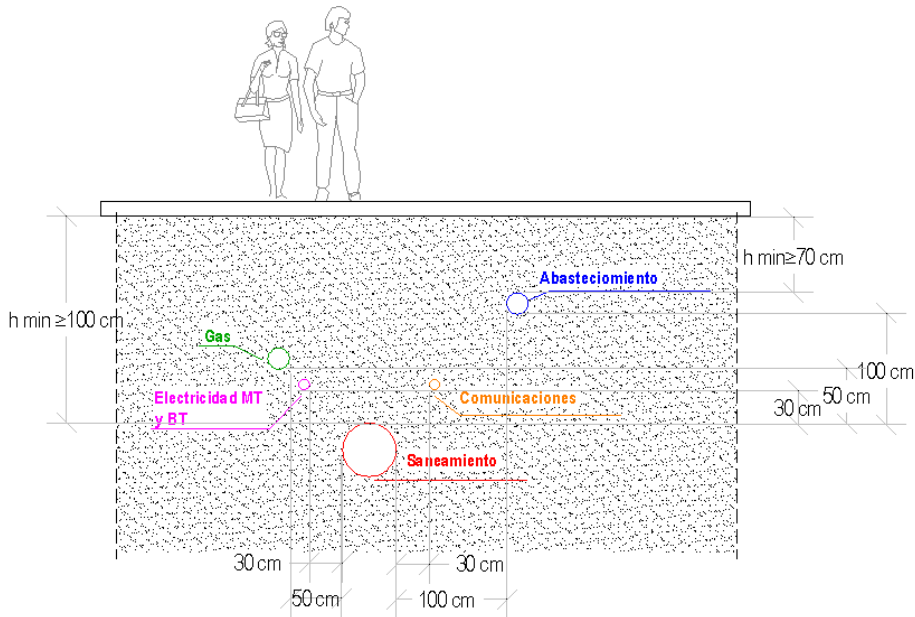 h min≥70 cm
Abasteciomiento
h min ≥100 cm
Gas
100 cm
50 cm
30 cm
Electricidad MT
y BT
Comunicaciones
Saneamiento
30 cm
30 cm
50 cm
100 cm